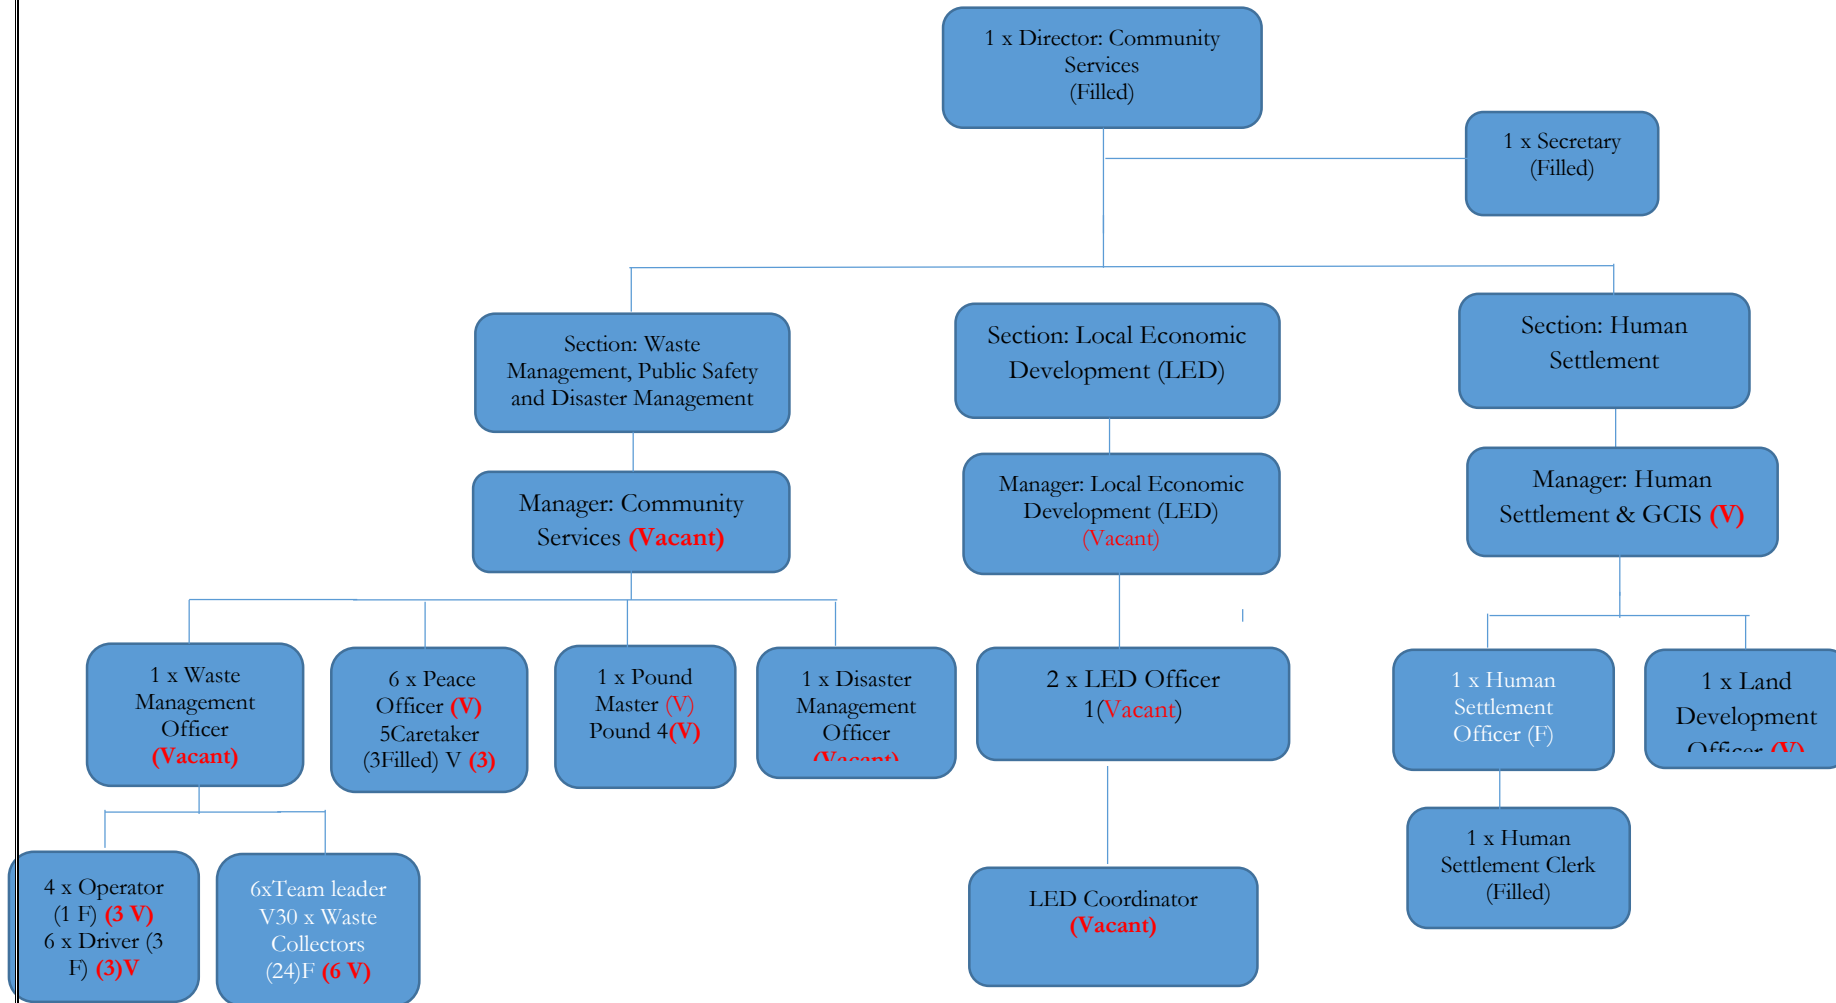 1 x Director: Community
Services
(Filled)
1 x Secretary
(Filled)
Section: Waste
Management, Public Safety
and Disaster Management
Section: Local Economic
Development (LED)
Section: Human
Settlement
Manager: Community
Services (Vacant)
Manager: Local Economic
Development (LED)
(Vacant)
Manager: Human
Settlement & GCIS (V)
1 x Waste
Management
Officer
(Vacant)
6 x Peace
Officer (V)
5Caretaker
(3Filled) V (3)
1 x Pound
Master (V)
Pound 4(V)
1 x Disaster
Management
Officer
(Vacant)
2 x LED Officer
1(Vacant)
1 x Human
Settlement
Officer (F)
1 x Land
Development
Officer (V)
4 x Operator
(1 F) (3 V)
6 x Driver (3
F) (3)V
6xTeam leader
V30 x Waste
Collectors
(24)F (6 V)
LED Coordinator
(Vacant)
1 x Human
Settlement Clerk
(Filled)